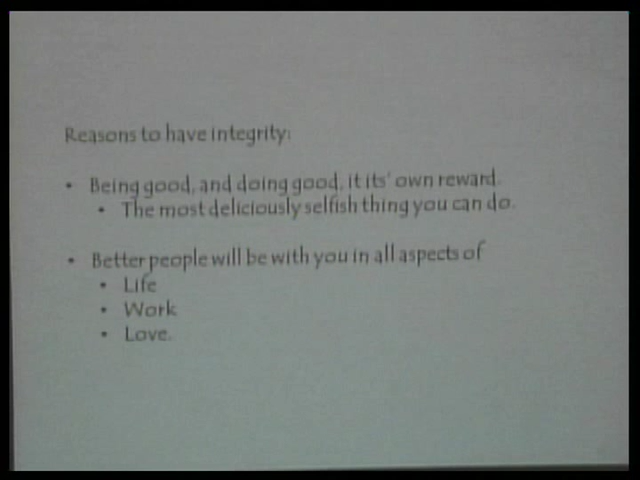 Reasons to have integrity:
• Being good, and doing good, it its' own reward.
• The most deliciously selfish thing you can do.
• Better people will be with you in all aspects of
• Life
• Work
• Love.